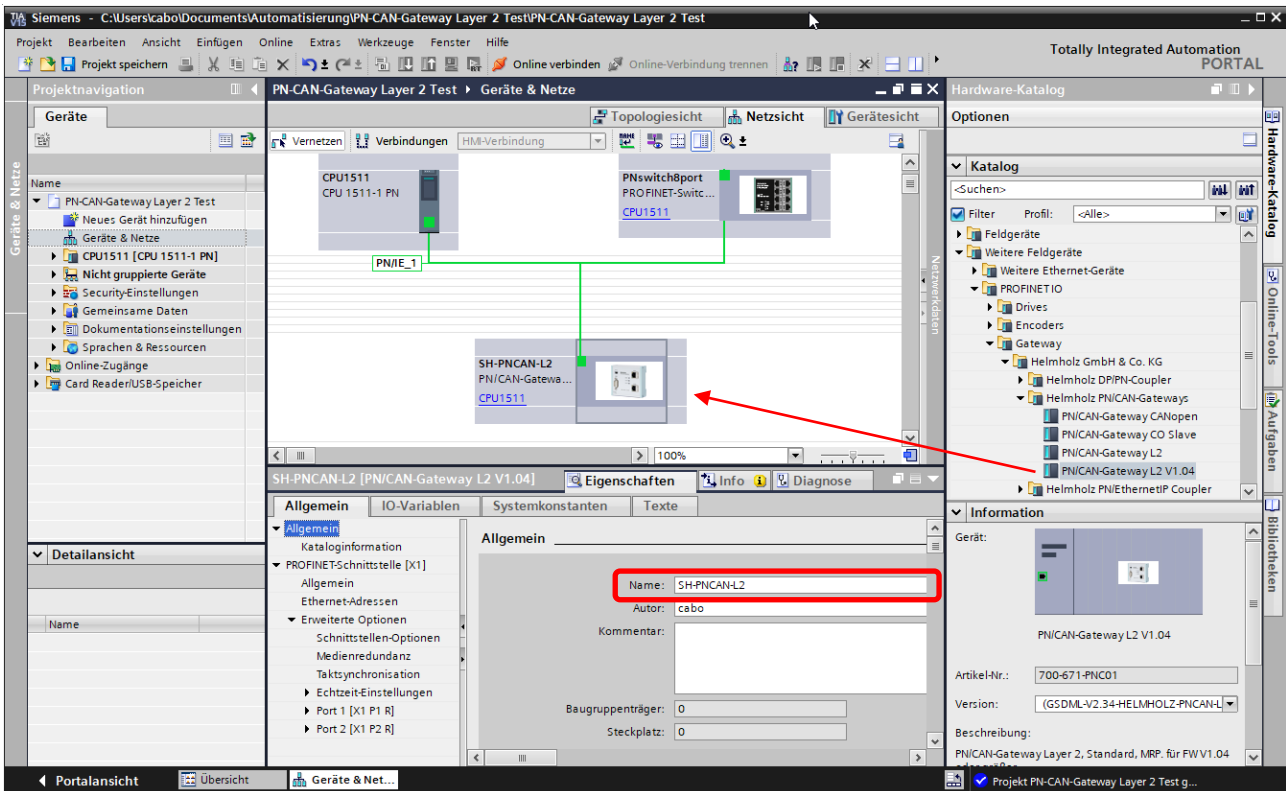 Siemens - C:\Users\cabo\Documents\Automatisierung\PN-CAN-Gateway Layer 2 Test\PN-CAN-Gateway Layer 2 Test
Projekt Bearbeiten Ansicht Einfügen Online Extras Werkzeuge Fenster Hilfe
Totally Integrated Automation
PORTAL
Projekt speichern
Online verbinden
Online-Verbindung trennen
Projektnavigation
Geräte
Geräte & Netze
Name
PN-CAN-Gateway Layer 2 Test
Neues Gerät hinzufügen
Geräte & Netze
CPU1511 [CPU 1511-1 PN]
Nicht gruppierte Geräte
Security-Einstellungen
Gemeinsame Daten
Dokumentationseinstellungen
Sprachen & Ressourcen
Online-Zugänge
Card Reader/USB-Speicher
Detailansicht
Name
PN-CAN-Gateway Layer 2 Test
Geräte & Netze
Topologiesicht
Netzsicht
Gerätesicht
Vernetzen
Verbindungen
HMI-Verbindung
CPU1511
CPU 1511-1 PN
PNswitch8port
PROFINET-Switc...
CPU1511
PN/IE_1
SH-PNCAN-L2
PN/CAN-Gatewa...
CPU1511
100%
Netzwerkdaten
SH-PNCAN-L2 [PN/CAN-Gateway L2 V1.04]
Eigenschaften
Info
Diagnose
Allgemein
IO-Variablen
Systemkonstanten
Texte
Allgemein
Kataloginformation
PROFINET-Schnittstelle [X1]
Allgemein
Ethernet-Adressen
Erweiterte Optionen
Schnittstellen-Optionen
Medienredundanz
Taktsynchronisation
Echtzeit-Einstellungen
Port 1 [X1 P1 R]
Port 2 [X1 P2 R]
Allgemein
Name: SH-PNCAN-L2
Autor: cabo
Kommentar:
Baugruppenträger: 0
Steckplatz: 0
Hardware-Katalog
Optionen
Katalog
<Suchen>
Filter
Profil: <Alle>
Feldgeräte
Weitere Feldgeräte
Weitere Ethernet-Geräte
PROFINET IO
Drives
Encoders
Gateway
Helmholz GmbH & Co. KG
Helmholz DP/PN-Coupler
Helmholz PN/CAN-Gateways
PN/CAN-Gateway CANopen
PN/CAN-Gateway CO Slave
PN/CAN-Gateway L2
PN/CAN-Gateway L2 V1.04
Helmholz PN/EthernetIP Coupler
Information
Gerät:
PN/CAN-Gateway L2 V1.04
Artikel-Nr.: 700-671-PNC01
Version: (GSDML-V2.34-HELMHOLZ-PNCAN-L
Beschreibung:
PN/CAN-Gateway Layer 2, Standard, MRP. für FW V1.04
Hardware-Katalog
Online-Tools
Aufgaben
Bibliotheken
Portalansicht
Übersicht
Geräte & Net...
Projekt PN-CAN-Gateway Layer 2 Test g...